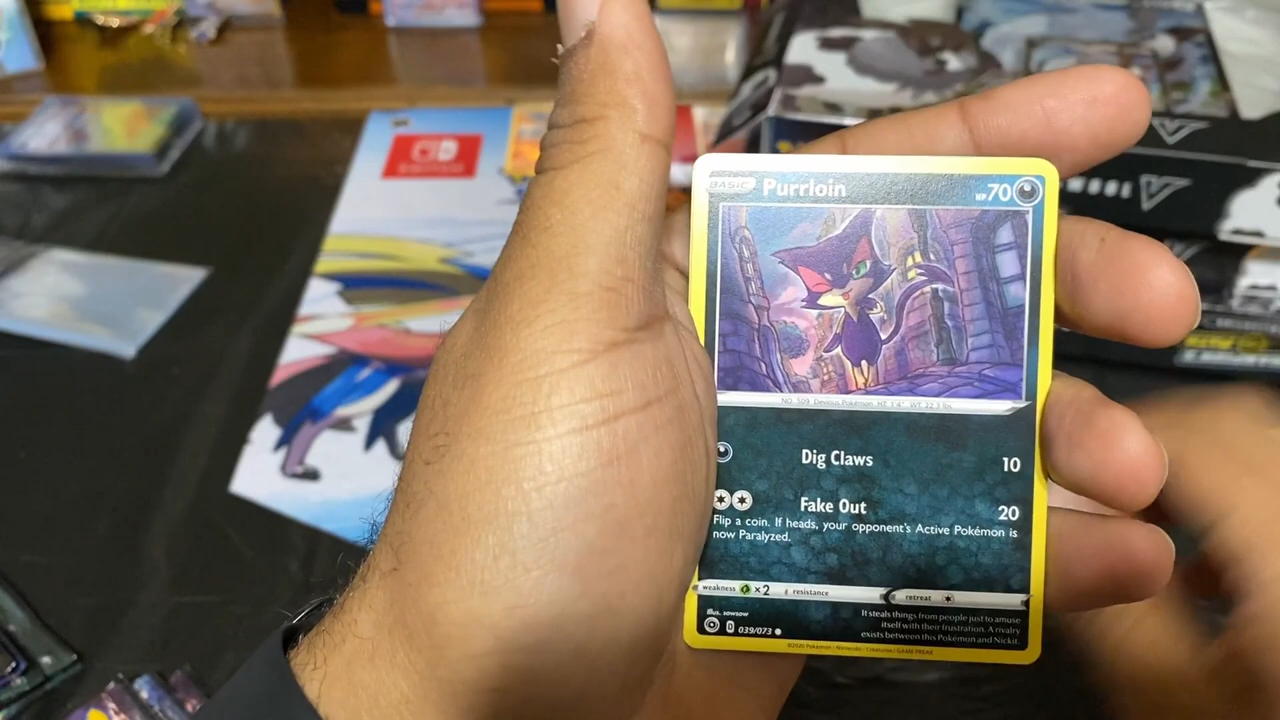 BASIC Purrloin HP 70
NO. 509 Devious Pokémon HT: 1'4" WT: 22.3 lbs.
Dig Claws 10
Fake Out 20
Flip a coin. If heads, your opponent's Active Pokémon is
now Paralyzed.
weakness ×2 resistance retreat
illus. sowsow
It steals things from people just to amuse
itself with their frustration. A rivalry
exists between this Pokémon and Nickit.
D 039/073
©2020 Pokémon / Nintendo / Creatures / GAME FREAK
V
V